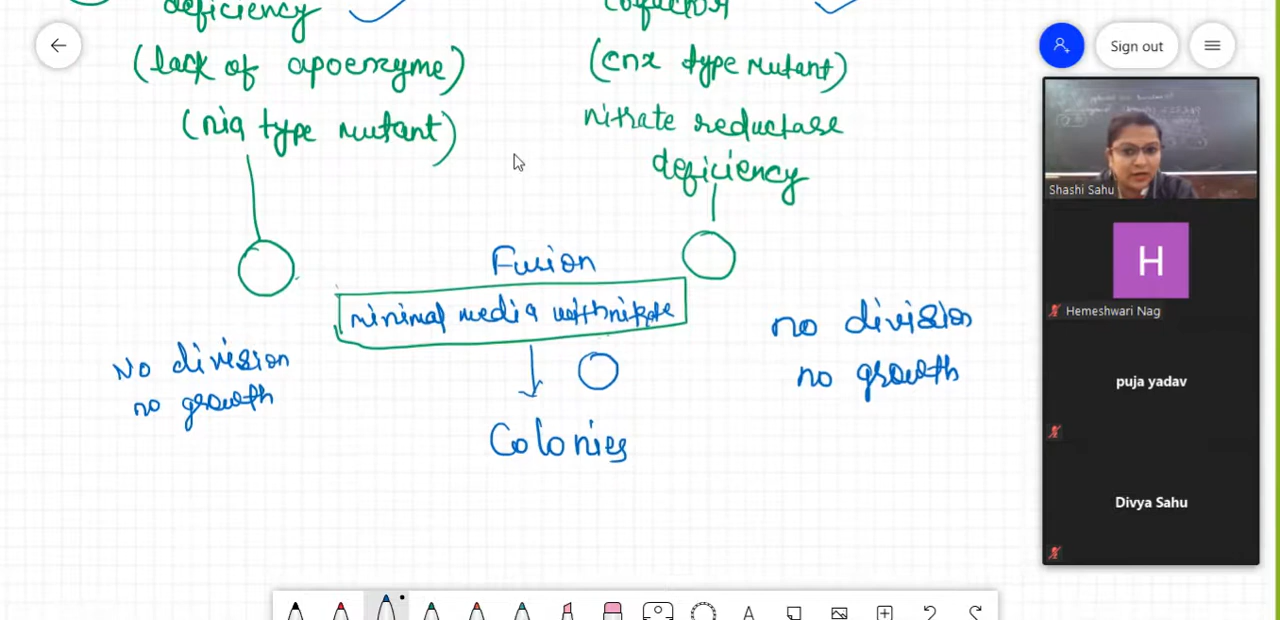 deficiency
(lack of apoenzyme)
(nia type mutant)
cofactor
(cnx type mutant)
nitrate reductase
deficiency
Fusion
minimal media with nitrate
No division
no growth
no division
no growth
Colonies
Sign out
Shashi Sahu
H
Hemeshwari Nag
puja yadav
Divya Sahu
A